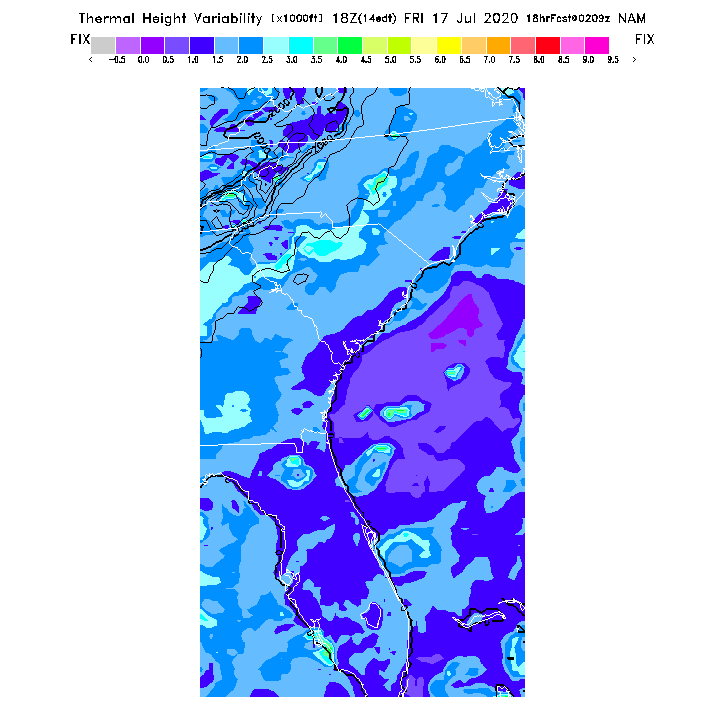 Thermal Height Variability [x1000ft] 18Z(14edt) FRI 17 Jul 2020 18hrFcst@0209z NAM
FIX FIX
< -0.5 0.0 0.5 1.0 1.5 2.0 2.5 3.0 3.5 4.0 4.5 5.0 5.5 6.0 6.5 7.0 7.5 8.0 8.5 9.0 9.5 >